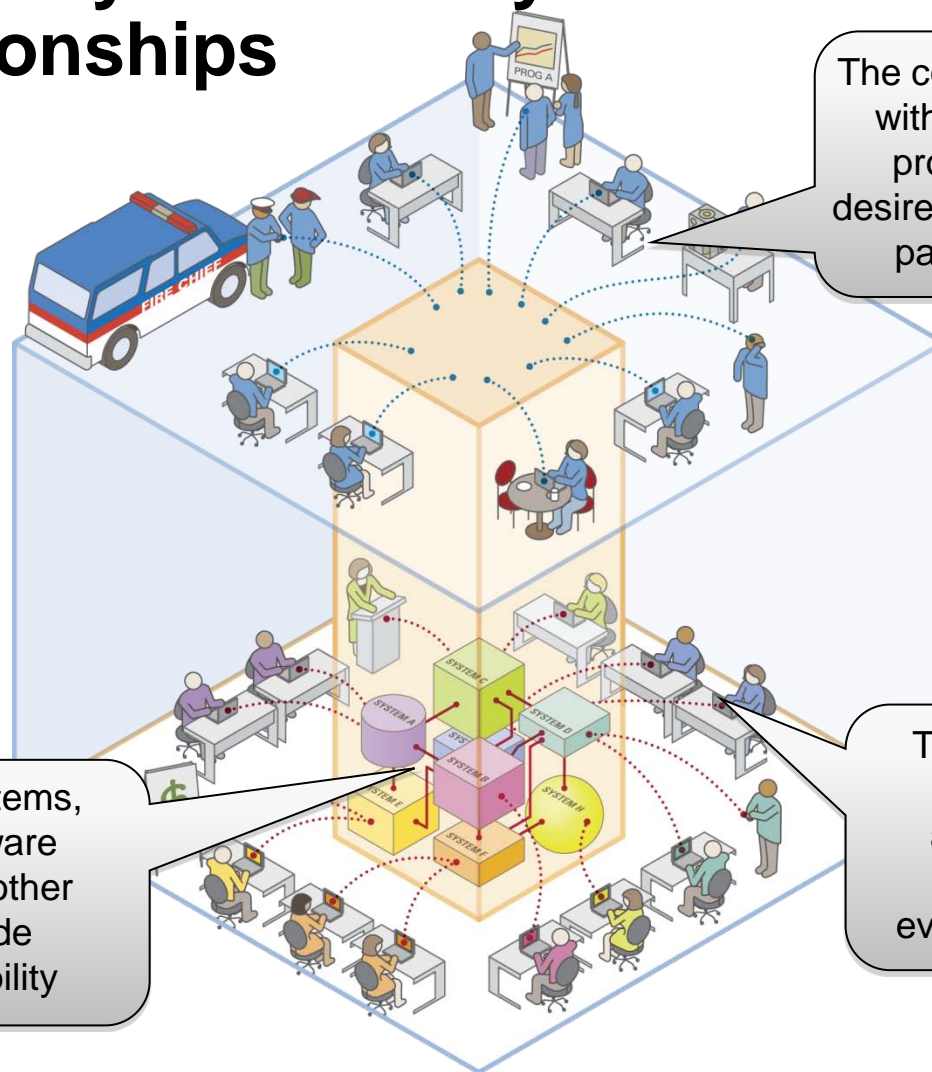 onships
PROG A
The c
with
pro
desire
pa
FIRE CHIEF
SYSTEM C
SYSTEM A
SYSTEM D
SYSTEM B
SYSTEM E
SYSTEM H
SYSTEM F
tems,
ware
other
de
bility
T
a
ev